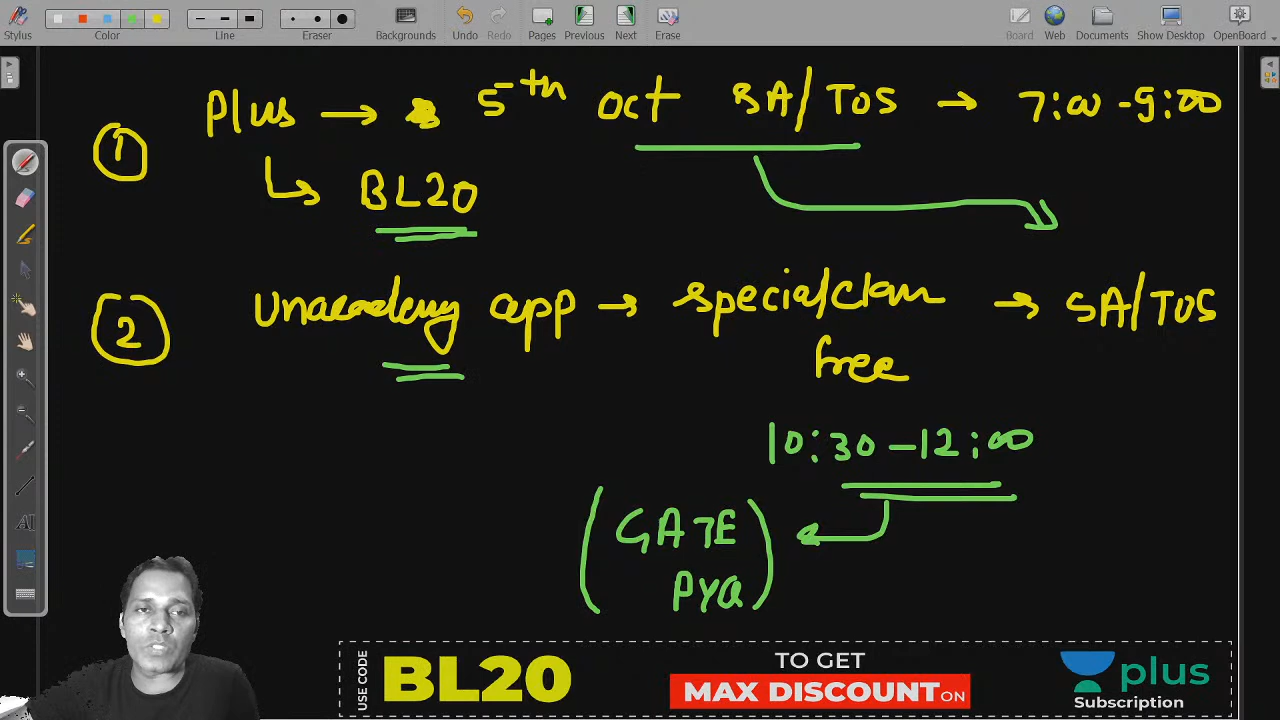 Stylus Color Line Eraser Backgrounds Undo Redo Pages Previous Next Erase Board Web Documents Show Desktop OpenBoard
① Plus → 5th Oct SA/TOS → 7:00-9:00
↳ BL20
② Unacademy app → special class → SA/TOS
free
10:30-12:00
(GATE
PYQ)
USE CODE BL20 TO GET MAX DISCOUNT ON plus Subscription